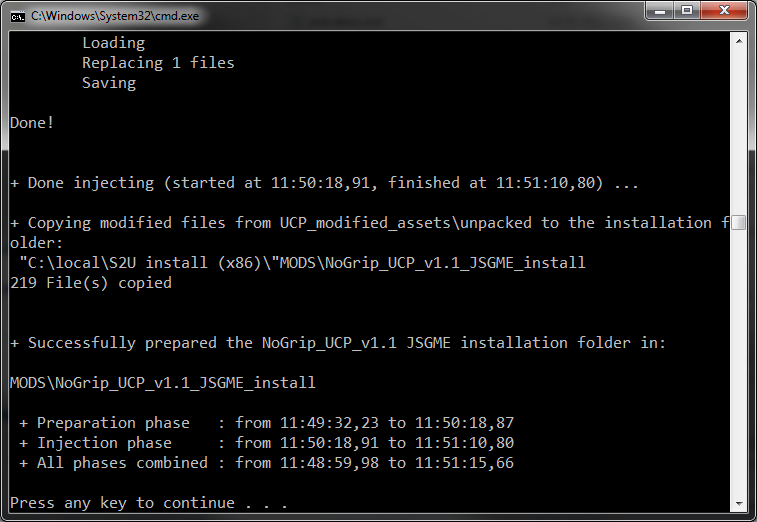 C:\Windows\System32\cmd.exe
Loading
Replacing 1 files
Saving
Done!
+ Done injecting (started at 11:50:18,91, finished at 11:51:10,80) ...
+ Copying modified files from UCP_modified_assets\unpacked to the installation f
older:
"C:\local\S2U install (x86)\"MODS\NoGrip_UCP_v1.1_JSGME_install
219 File(s) copied
+ Successfully prepared the NoGrip_UCP_v1.1 JSGME installation folder in:
MODS\NoGrip_UCP_v1.1_JSGME_install
+ Preparation phase   : from 11:49:32,23 to 11:50:18,87
+ Injection phase     : from 11:50:18,91 to 11:51:10,80
+ All phases combined : from 11:48:59,98 to 11:51:15,66
Press any key to continue . . .